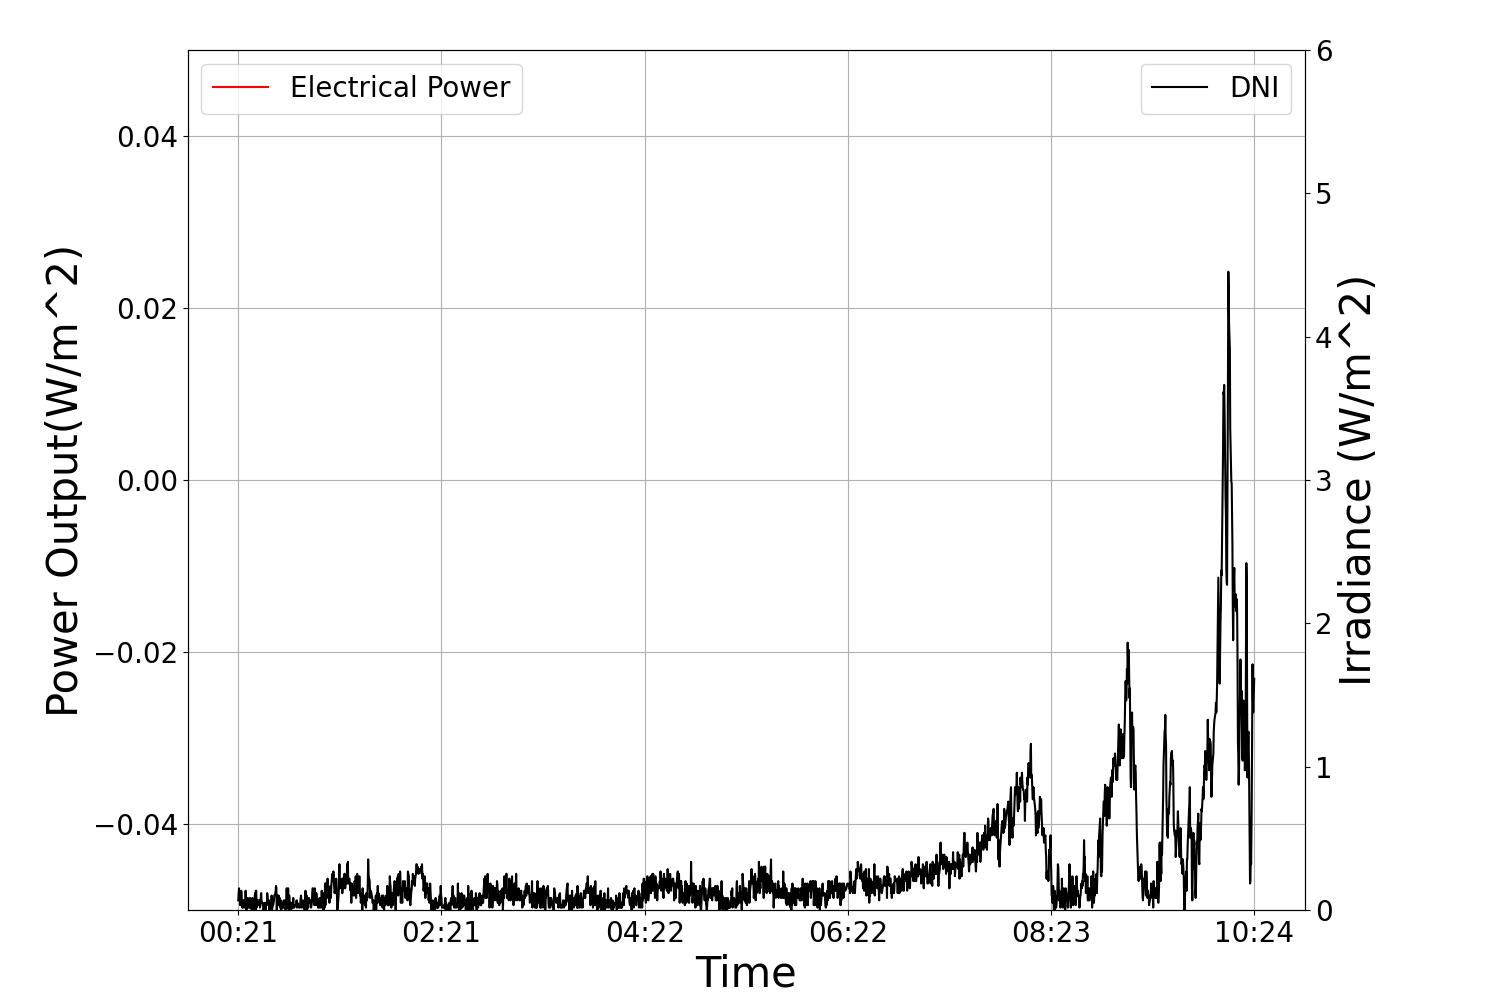 Electrical Power
DNI
Power Output(W/m^2)
0.04
0.02
0.00
−0.02
−0.04
6
5
4
3
2
1
0
Irradiance (W/m^2)
00:21 02:21 04:22 06:22 08:23 10:24
Time